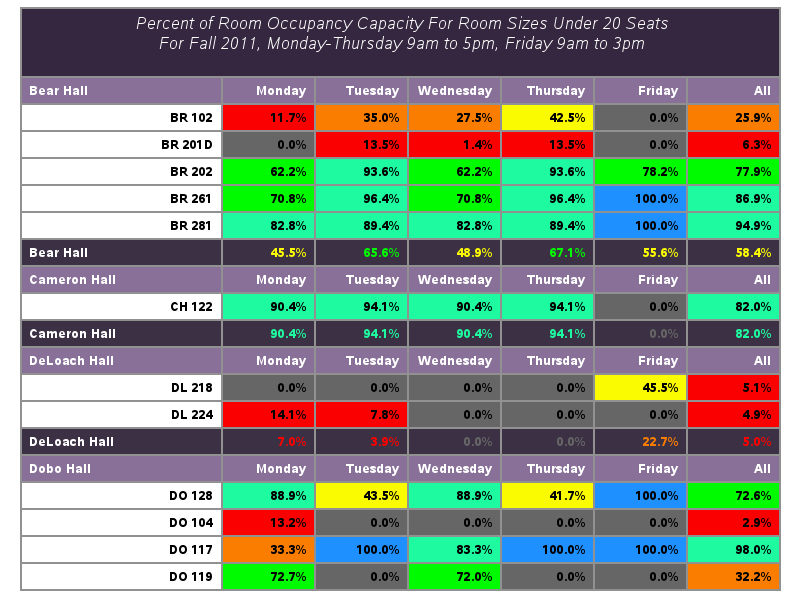 Percent of Room Occupancy Capacity For Room Sizes Under 20 Seats
For Fall 2011, Monday-Thursday 9am to 5pm, Friday 9am to 3pm
Bear Hall Monday Tuesday Wednesday Thursday Friday All
BR 102 11.7% 35.0% 27.5% 42.5% 0.0% 25.9%
BR 201D 0.0% 13.5% 1.4% 13.5% 0.0% 6.3%
BR 202 62.2% 93.6% 62.2% 93.6% 78.2% 77.9%
BR 261 70.8% 96.4% 70.8% 96.4% 100.0% 86.9%
BR 281 82.8% 89.4% 82.8% 89.4% 100.0% 94.9%
Bear Hall 45.5% 65.6% 48.9% 67.1% 55.6% 58.4%
Cameron Hall Monday Tuesday Wednesday Thursday Friday All
CH 122 90.4% 94.1% 90.4% 94.1% 0.0% 82.0%
Cameron Hall 90.4% 94.1% 90.4% 94.1% 0.0% 82.0%
DeLoach Hall Monday Tuesday Wednesday Thursday Friday All
DL 218 0.0% 0.0% 0.0% 0.0% 45.5% 5.1%
DL 224 14.1% 7.8% 0.0% 0.0% 0.0% 4.9%
DeLoach Hall 7.0% 3.9% 0.0% 0.0% 22.7% 5.0%
Dobo Hall Monday Tuesday Wednesday Thursday Friday All
DO 128 88.9% 43.5% 88.9% 41.7% 100.0% 72.6%
DO 104 13.2% 0.0% 0.0% 0.0% 0.0% 2.9%
DO 117 33.3% 100.0% 83.3% 100.0% 100.0% 98.0%
DO 119 72.7% 0.0% 72.0% 0.0% 0.0% 32.2%